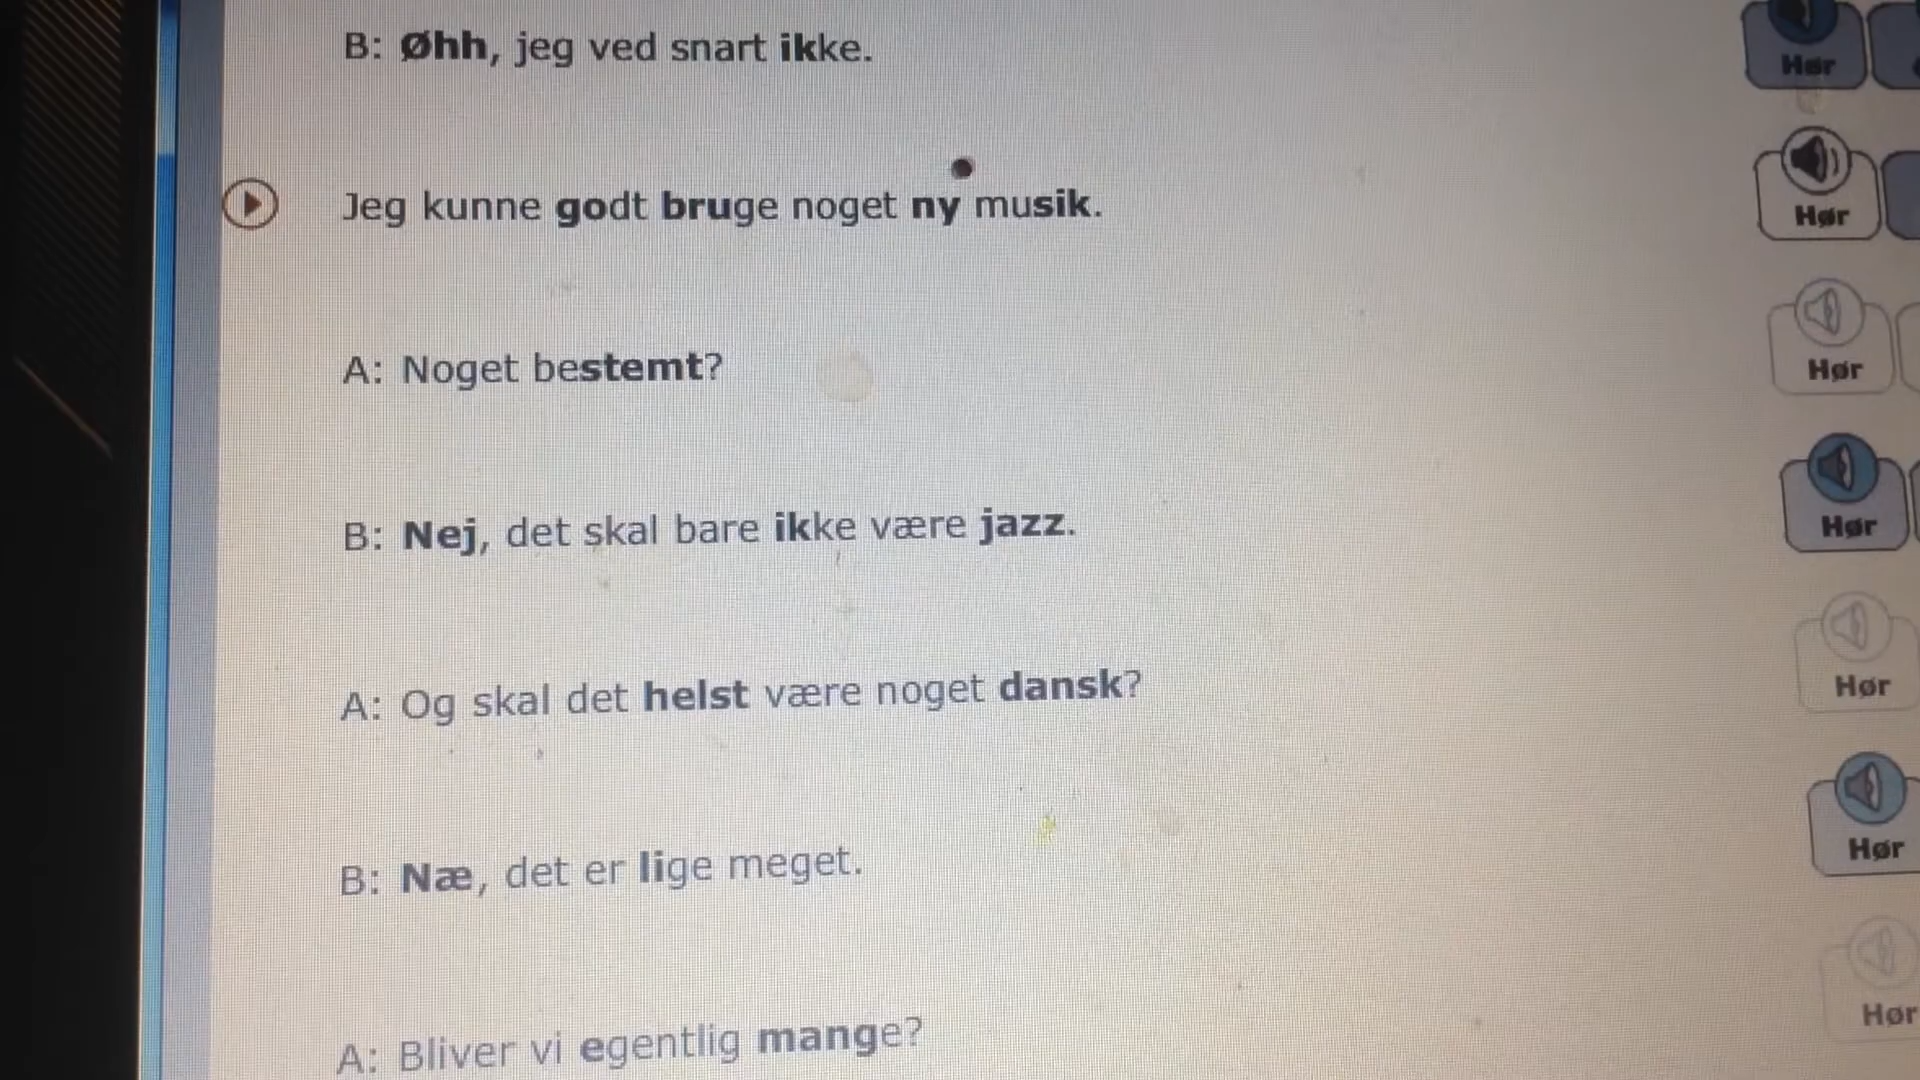 B: Øhh, jeg ved snart ikke.
Hør
Jeg kunne godt bruge noget ny musik.
Hør
A: Noget bestemt?
Hør
B: Nej, det skal bare ikke være jazz.
Hør
A: Og skal det helst være noget dansk?
Hør
B: Næ, det er lige meget.
Hør
A: Bliver vi egentlig mange?
Hør